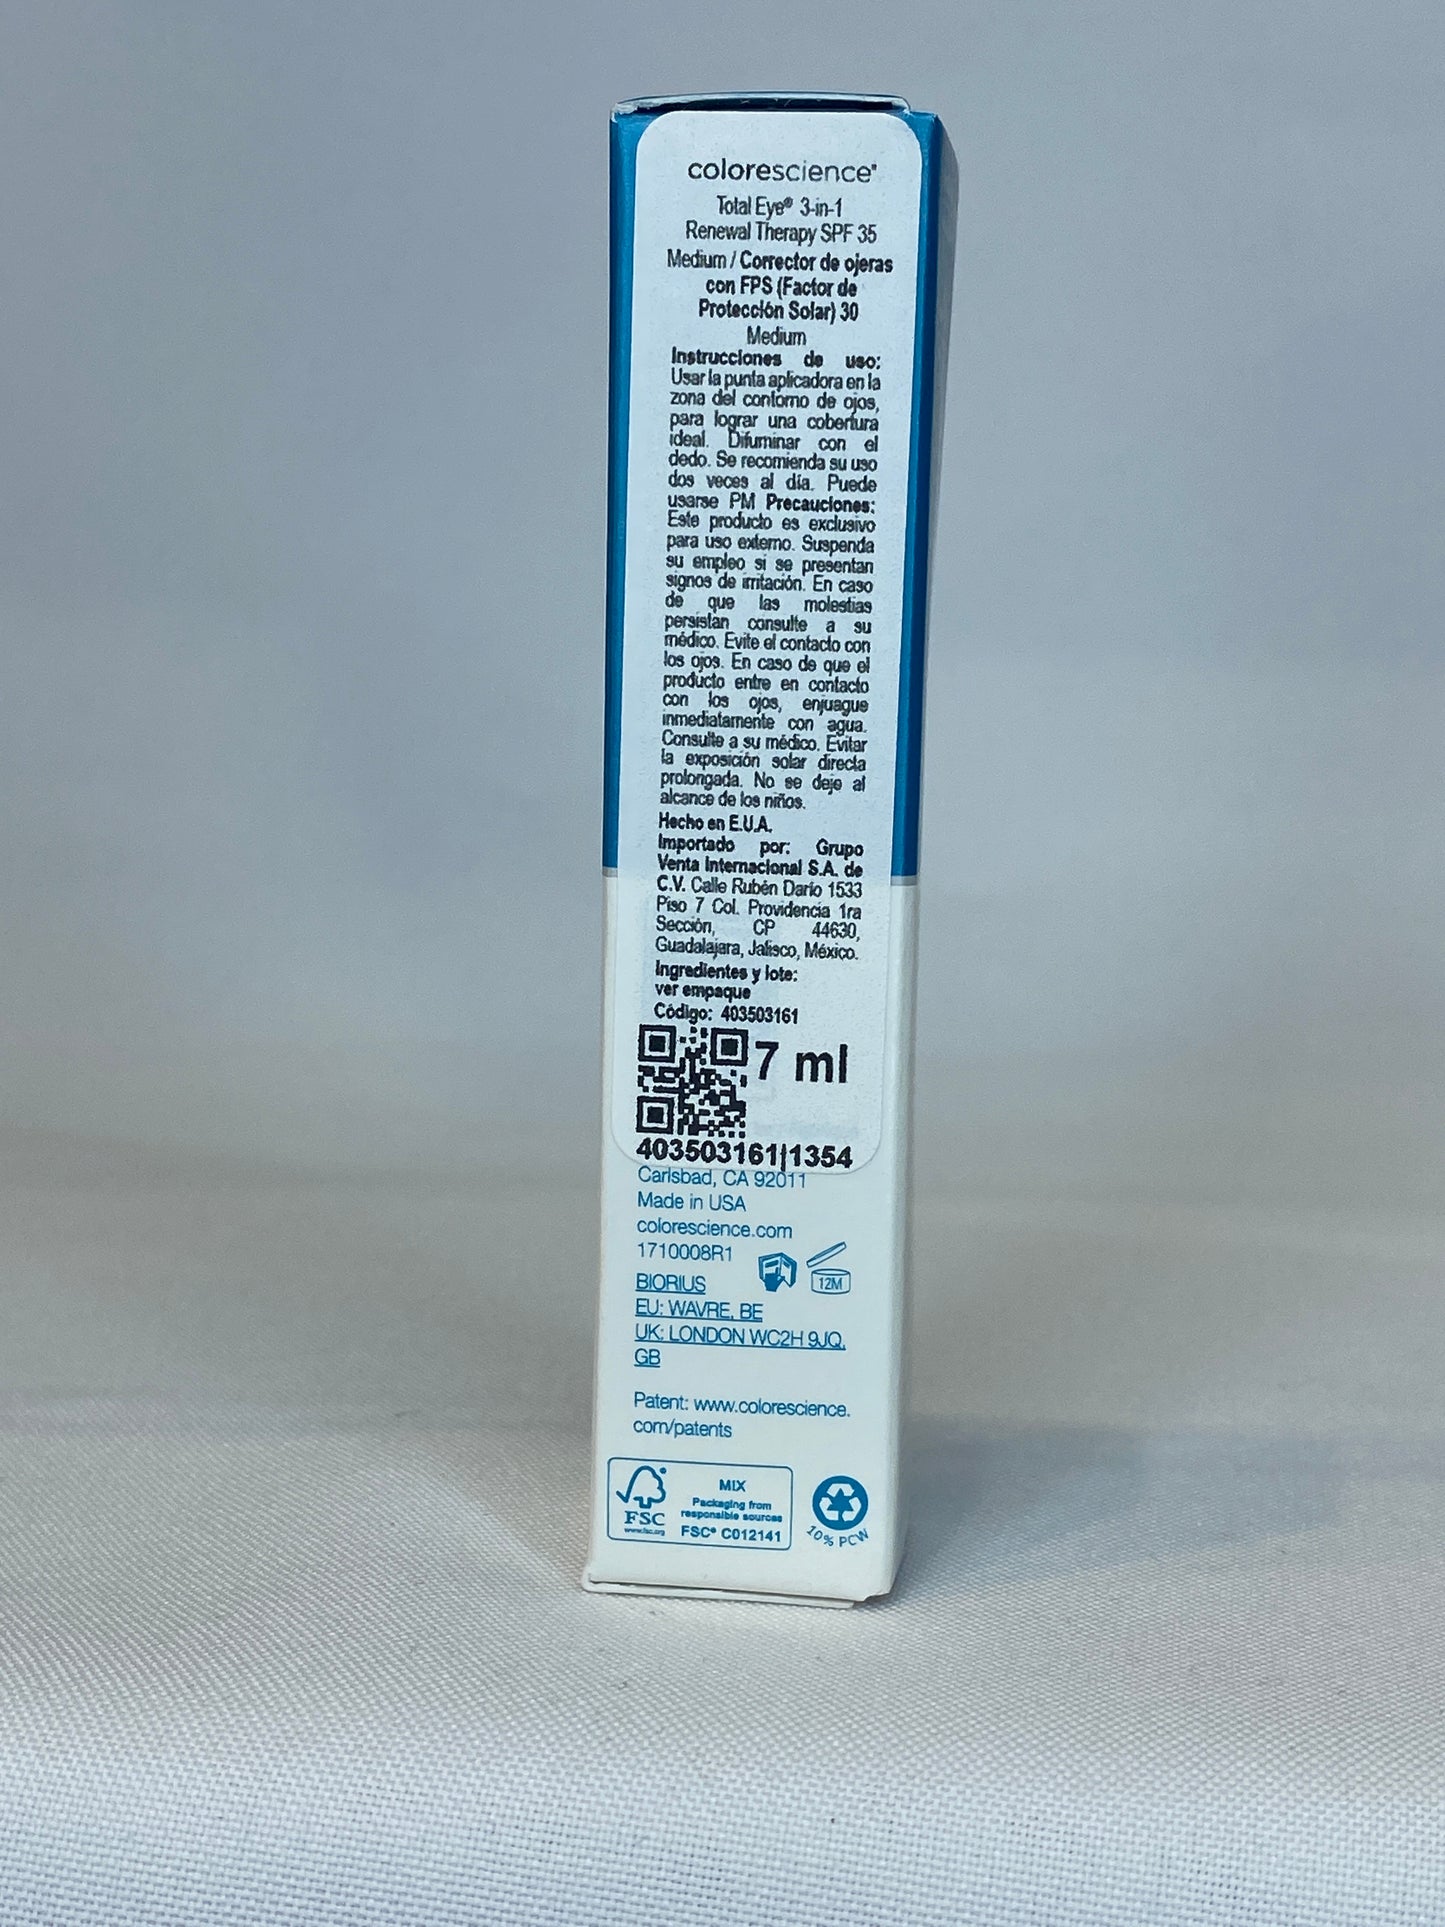 colorescience®
Total Eye® 3-in-1
Renewal Therapy SPF 35
Medium / Corrector de ojeras
con FPS (Factor de
Protección Solar) 30
Medium
Instrucciones de uso:
Usar la punta aplicadora en la
zona del contorno de ojos,
para lograr una cobertura
ideal. Difuminar con el
dedo. Se recomienda su uso
dos veces al día. Puede
usarse PM Precauciones:
Este producto es exclusivo
para uso externo. Suspenda
su empleo si se presentan
signos de irritación. En caso
de que las molestias
persistan consulte a su
médico. Evite el contacto con
los ojos. En caso de que el
producto entre en contacto
con los ojos, enjuague
inmediatamente con agua.
Consulte a su médico. Evitar
la exposición solar directa
prolongada. No se deje al
alcance de los niños.
Hecho en E.U.A.
Importado por: Grupo
Venta Internacional S.A. de
C.V. Calle Rubén Darío 1533
Piso 7 Col. Providencia 1ra
Sección, CP 44630,
Guadalajara, Jalisco, México.
Ingredientes y lote:
ver empaque
Código: 403503161
7 ml
403503161|1354
Carlsbad, CA 92011
Made in USA
colorescience.com
1710008R1
12M
BIORIUS
EU: WAVRE, BE
UK: LONDON WC2H 9JQ,
GB
Patent: www.colorescience.
com/patents
FSC
www.fsc.org
MIX
Packaging from
responsible sources
FSC® C012141
10% PCW